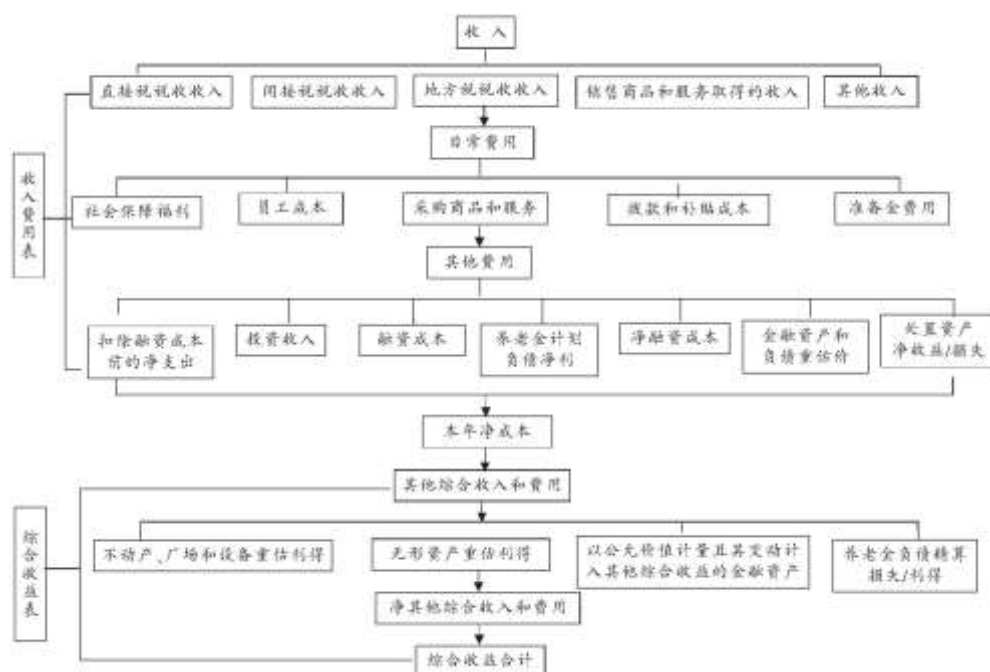 收 入
直接税税收收入
间接税税收收入
地方税税收收入
销售商品和服务取得的收入
其他收入
日常费用
收入费用表
社会保障福利
员工成本
采购商品和服务
拨款和补贴成本
准备金费用
其他费用
扣除融资成本
前的净支出
投资收入
融资成本
养老金计划
负债净利
净融资成本
金融资产和
负债重估价
处置资产
净收益/损失
本年净成本
其他综合收入和费用
综合收益表
不动产、厂场和设备重估利得
无形资产重估利得
以公允价值计量且其变动计
入其他综合收益的金融资产
养老金负债精算
损失/利得
净其他综合收入和费用
综合收益合计